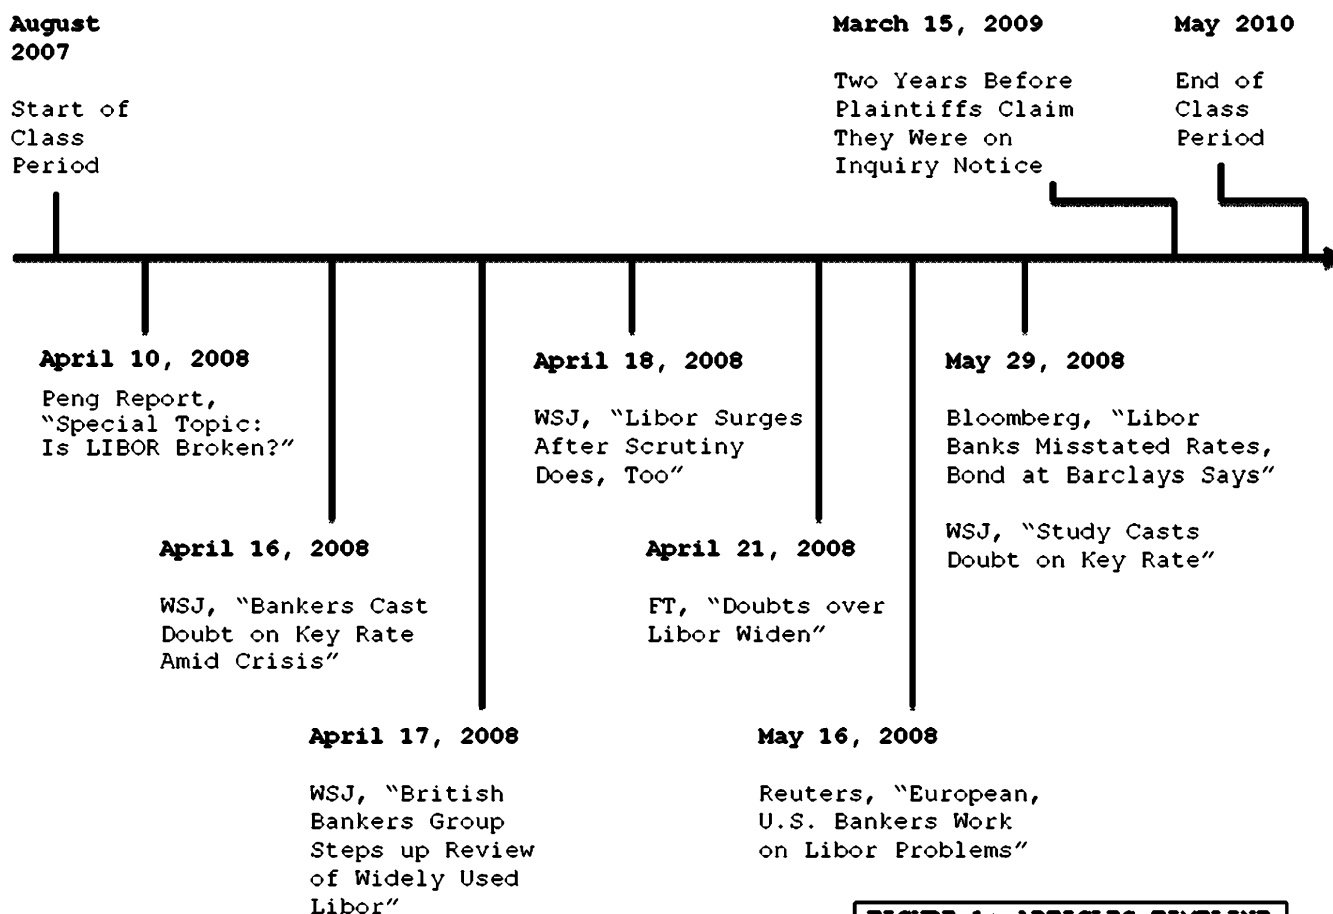 August
2007
Start of
Class
Period
March 15, 2009
Two Years Before
Plaintiffs Claim
They Were on
Inquiry Notice
May 2010
End of
Class
Period
April 10, 2008
Peng Report,
“Special Topic:
Is LIBOR Broken?”
April 16, 2008
WSJ, “Bankers Cast
Doubt on Key Rate
Amid Crisis”
April 17, 2008
WSJ, “British
Bankers Group
Steps up Review
of Widely Used
Libor”
April 18, 2008
WSJ, “Libor Surges
After Scrutiny
Does, Too”
April 21, 2008
FT, “Doubts over
Libor Widen”
May 16, 2008
Reuters, “European,
U.S. Bankers Work
on Libor Problems”
May 29, 2008
Bloomberg, “Libor
Banks Misstated Rates,
Bond at Barclays Says”
WSJ, “Study Casts
Doubt on Key Rate”